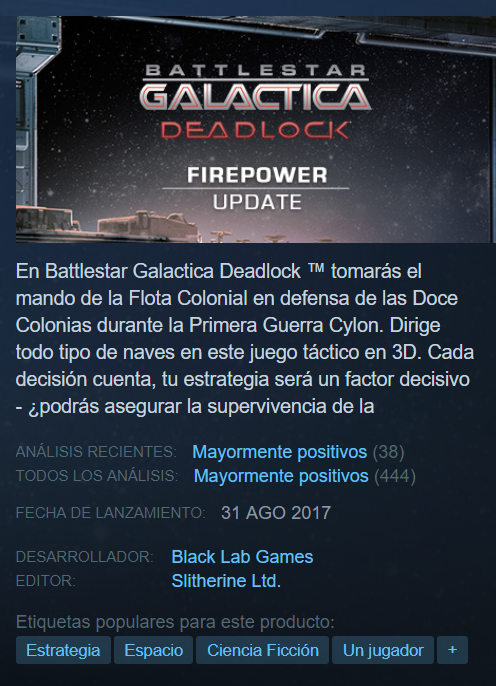 BATTLESTAR
GALACTICA
DEADLOCK
FIREPOWER
UPDATE
En Battlestar Galactica Deadlock ™ tomarás el
mando de la Flota Colonial en defensa de las Doce
Colonias durante la Primera Guerra Cylon. Dirige
todo tipo de naves en este juego táctico en 3D. Cada
decisión cuenta, tu estrategia será un factor decisivo
- ¿podrás asegurar la supervivencia de la
ANÁLISIS RECIENTES: Mayormente positivos (38)
TODOS LOS ANÁLISIS: Mayormente positivos (444)
FECHA DE LANZAMIENTO: 31 AGO 2017
DESARROLLADOR: Black Lab Games
EDITOR: Slitherine Ltd.
Etiquetas populares para este producto:
Estrategia Espacio Ciencia Ficción Un jugador +